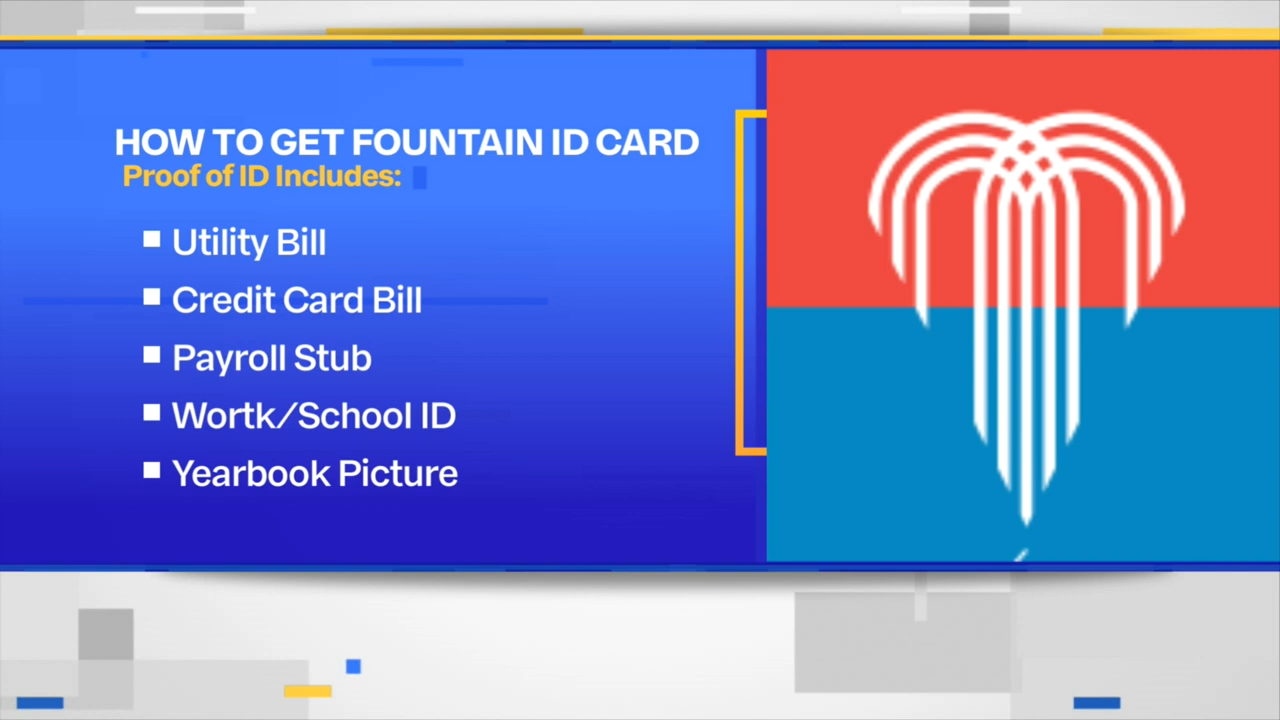 HOW TO GET FOUNTAIN ID CARD
Proof of ID Includes:
Utility Bill
Credit Card Bill
Payroll Stub
Wortk/School ID
Yearbook Picture